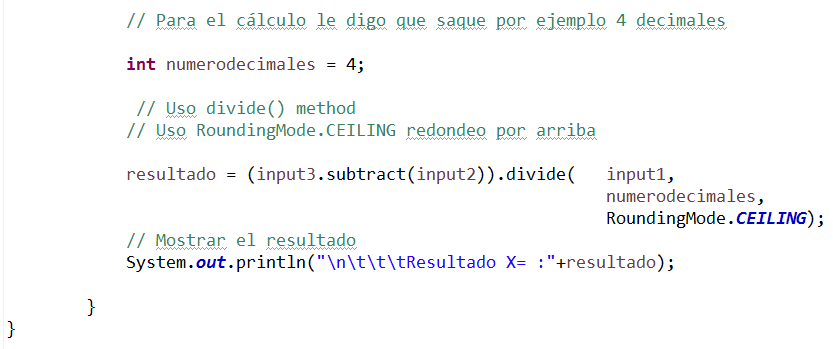 // Para el cálculo le digo que saque por ejemplo 4 decimales
int numerodecimales = 4;
// Uso divide() method
// Uso RoundingMode.CEILING redondeo por arriba
resultado = (input3.subtract(input2)).divide( input1,
numerodecimales,
RoundingMode.CEILING);
// Mostrar el resultado
System.out.println("\n\t\t\tResultado X= :"+resultado);
}
}